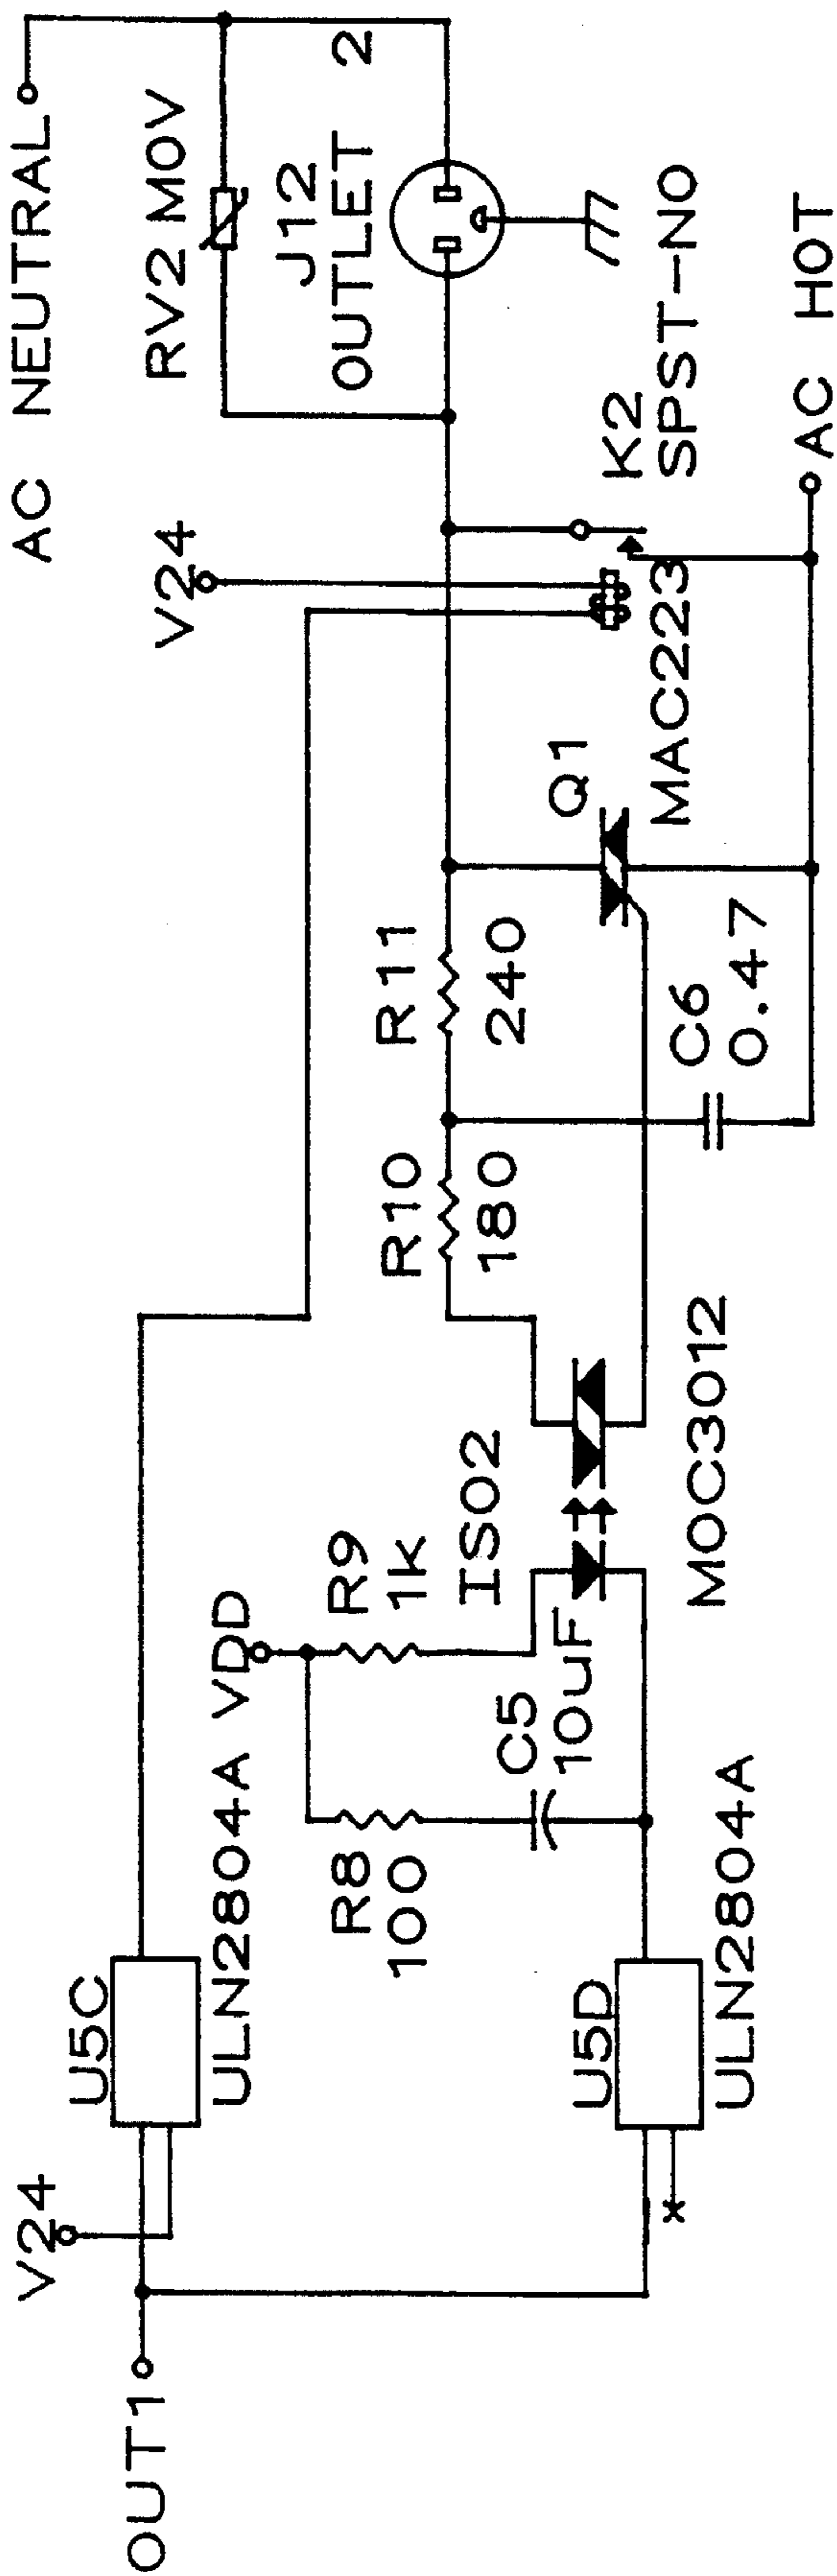 OUT1
V24
U5C
ULN2804A
U5D
ULN2804A
VDD
R8
100
R9
1K
C5
10uF
ISO2
MOC3012
R10
180
R11
240
C6
0.47
Q1
MAC223
V24
K2
SPST-NO
AC HOT
J12
OUTLET 2
RV2 MOV
AC NEUTRAL